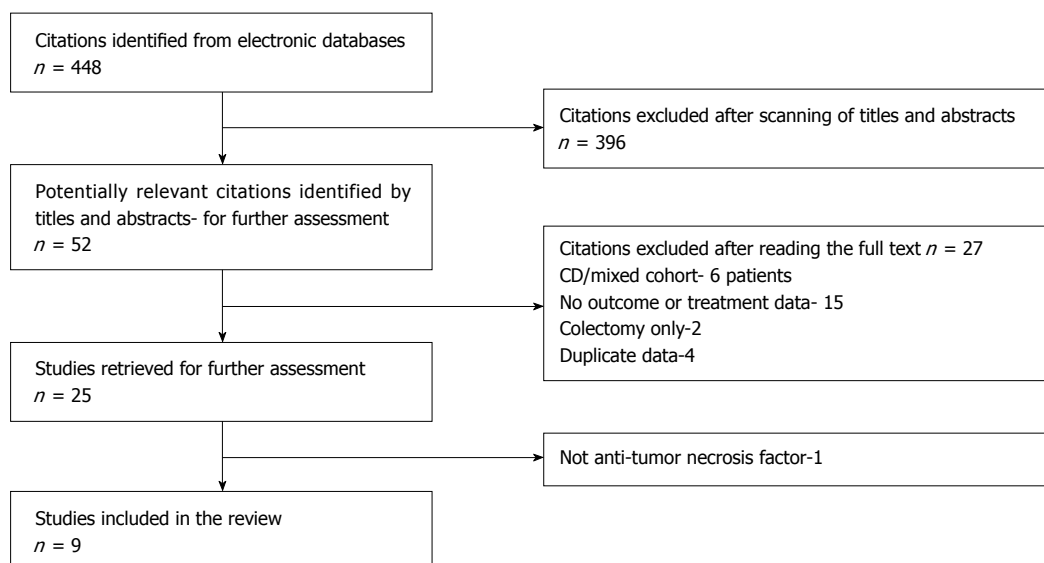 Citations identified from electronic databases
n = 448
Citations excluded after scanning of titles and abstracts
n = 396
Potentially relevant citations identified by
titles and abstracts- for further assessment
n = 52
Citations excluded after reading the full text n = 27
CD/mixed cohort- 6 patients
No outcome or treatment data- 15
Colectomy only-2
Duplicate data-4
Studies retrieved for further assessment
n = 25
Not anti-tumor necrosis factor-1
Studies included in the review
n = 9